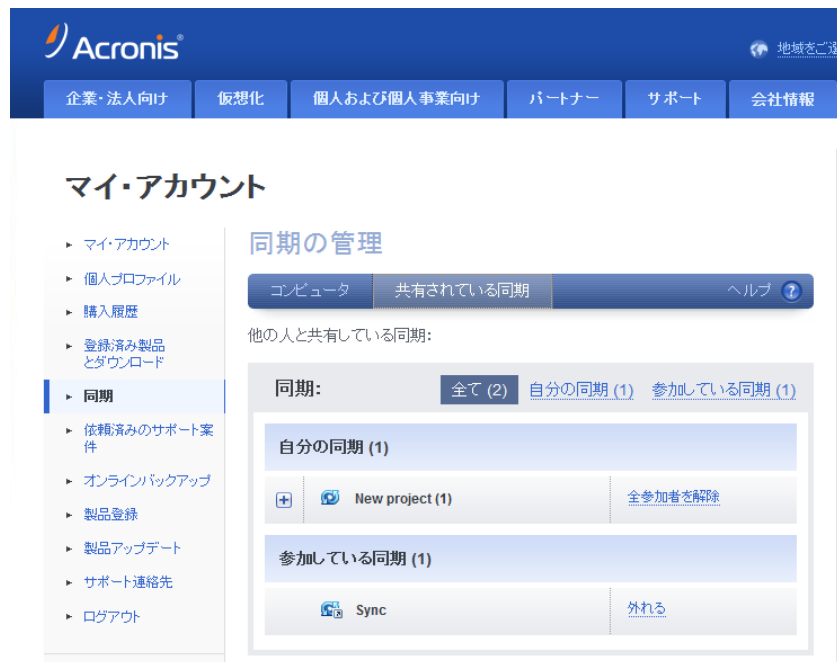 Acronis
地域をご選
企業・法人向け 仮想化 個人および個人事業向け パートナー サポート 会社情報
マイ・アカウント
マイ・アカウント
個人プロファイル
購入履歴
登録済み製品
とダウンロード
同期
依頼済みのサポート案
件
オンラインバックアップ
製品登録
製品アップデート
サポート連絡先
ログアウト
同期の管理
コンピュータ 共有されている同期 ヘルプ ?
他の人と共有している同期:
同期: 全て (2) 自分の同期 (1) 参加している同期 (1)
自分の同期 (1)
New project (1) 全参加者を解除
参加している同期 (1)
Sync 外れる